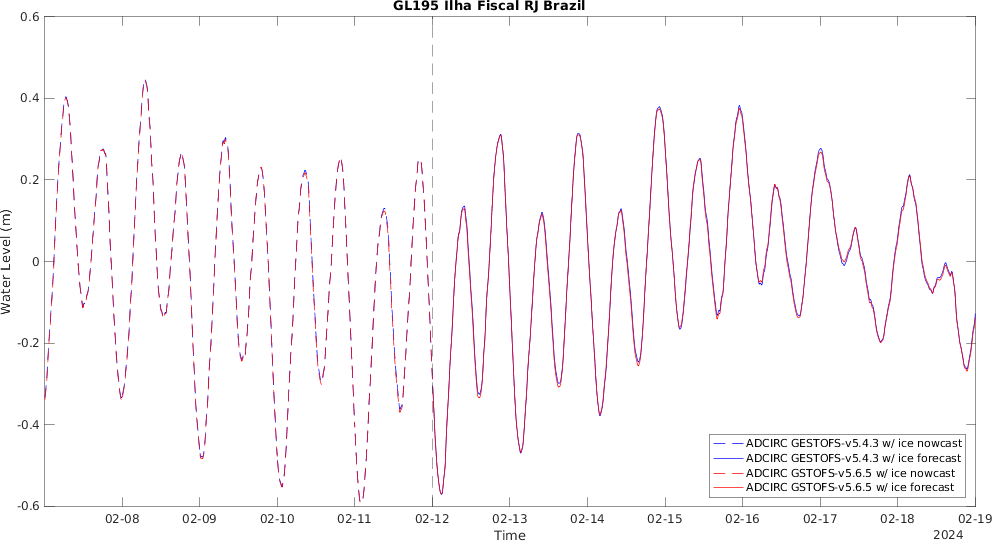 GL195 Ilha Fiscal RJ Brazil
0.6
0.4
0.2
0
-0.2
-0.4
-0.6
Water Level (m)
ADCIRC GESTOFS-v5.4.3 w/ ice nowcast
ADCIRC GESTOFS-v5.4.3 w/ ice forecast
ADCIRC GSTOFS-v5.6.5 w/ ice nowcast
ADCIRC GSTOFS-v5.6.5 w/ ice forecast
02-08 02-09 02-10 02-11 02-12 02-13 02-14 02-15 02-16 02-17 02-18 02-19
Time
2024